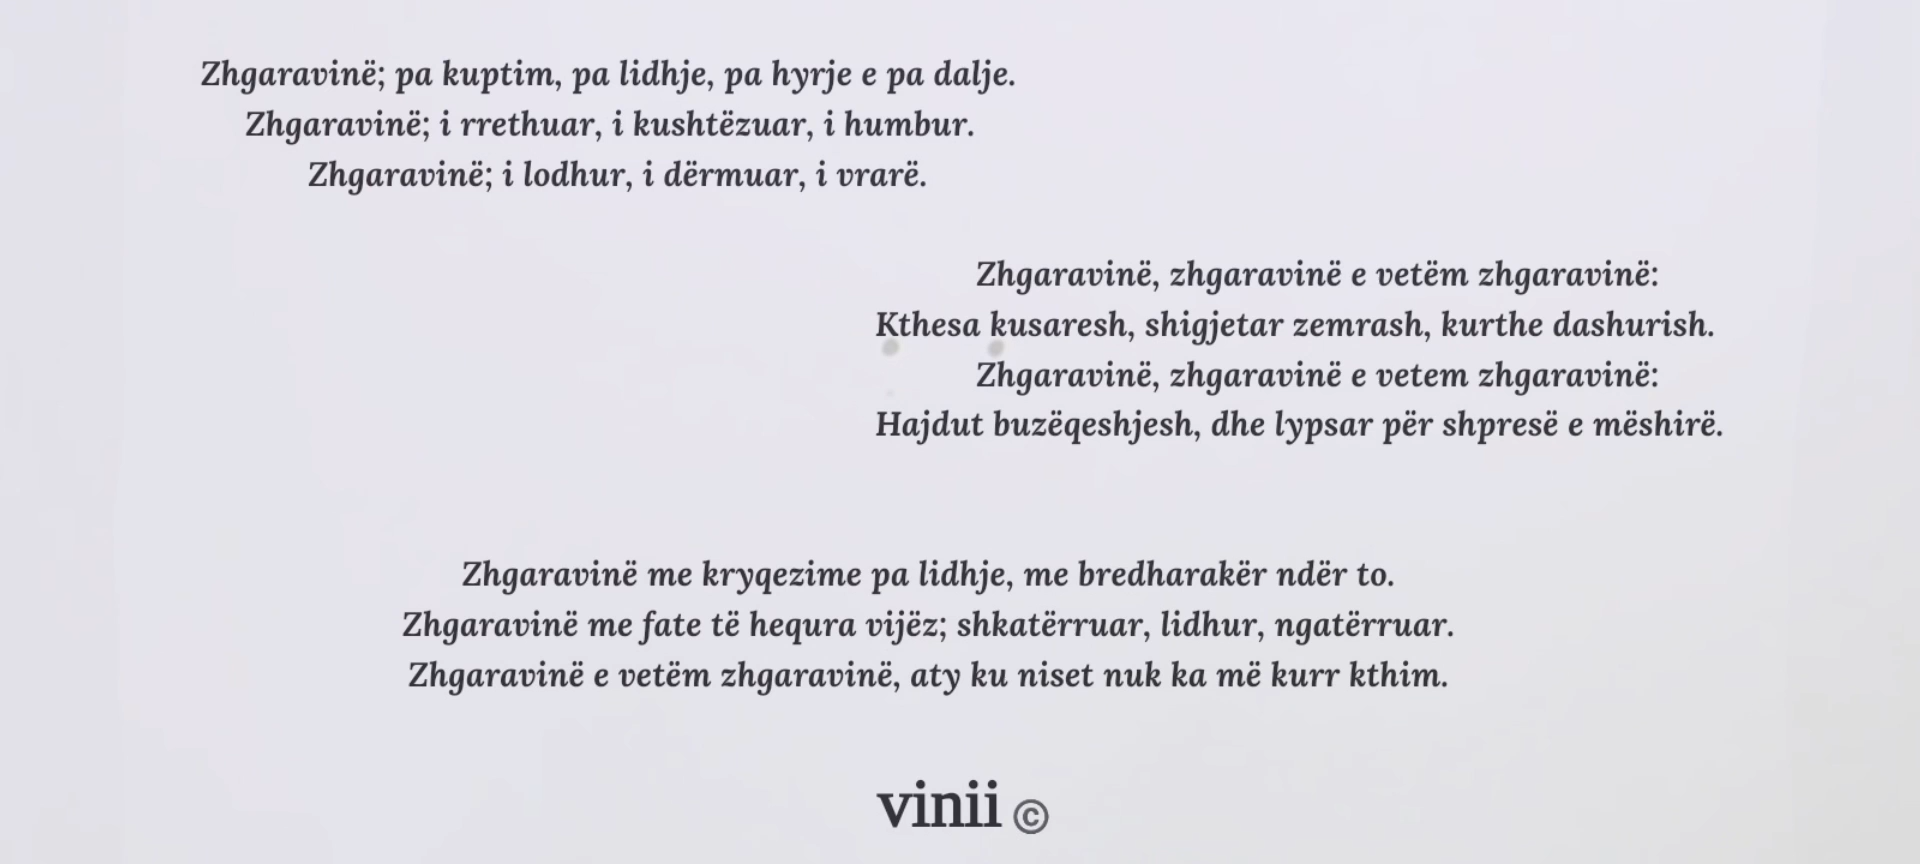 Zhgaravinë; pa kuptim, pa lidhje, pa hyrje e pa dalje.
Zhgaravinë; i rrethuar, i kushtëzuar, i humbur.
Zhgaravinë; i lodhur, i dërmuar, i vrarë.
Zhgaravinë, zhgaravinë e vetëm zhgaravinë:
Kthesa kusaresh, shigjetar zemrash, kurthe dashurish.
Zhgaravinë, zhgaravinë e vetem zhgaravinë:
Hajdut buzëqeshjesh, dhe lypsar për shpresë e mëshirë.
Zhgaravinë me kryqezime pa lidhje, me bredharakër ndër to.
Zhgaravinë me fate të hequra vijëz; shkatërruar, lidhur, ngatërruar.
Zhgaravinë e vetëm zhgaravinë, aty ku niset nuk ka më kurr kthim.
vinii ©